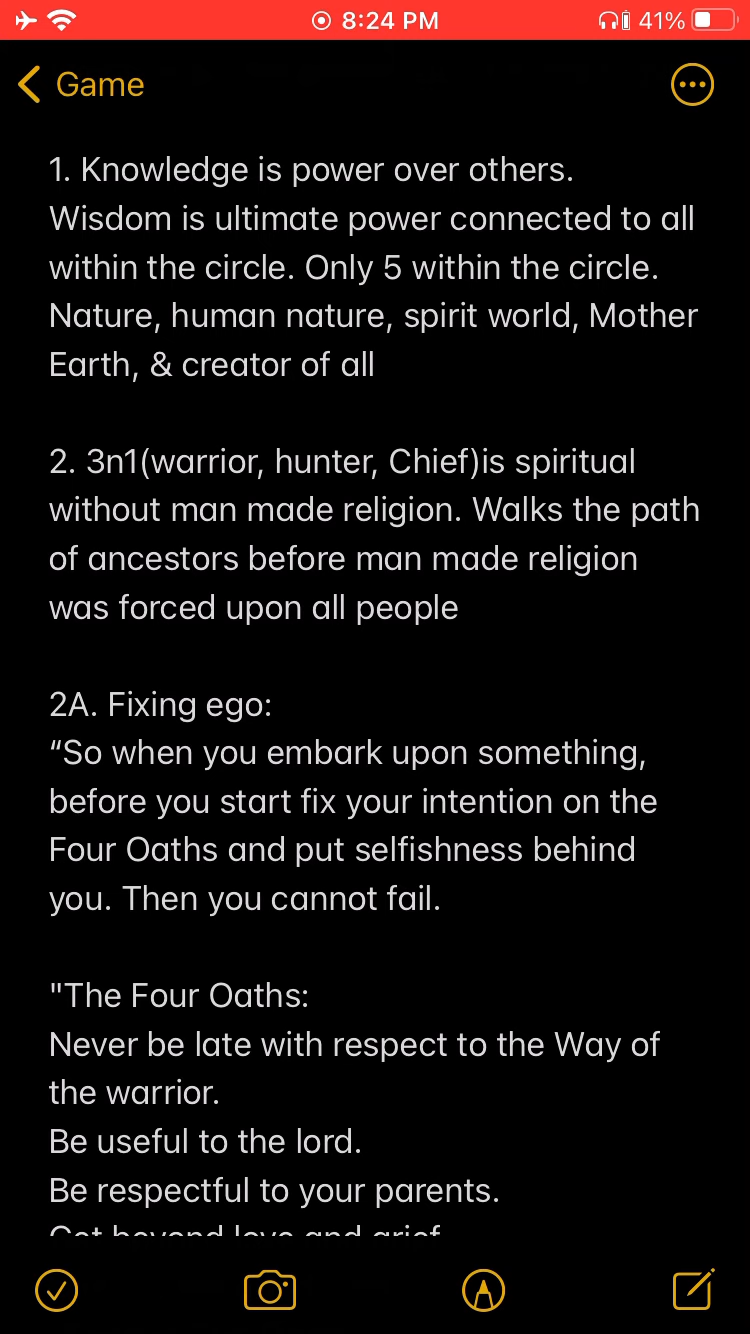 8:24 PM
41%
Game
1. Knowledge is power over others.
Wisdom is ultimate power connected to all
within the circle. Only 5 within the circle.
Nature, human nature, spirit world, Mother
Earth, & creator of all
2. 3n1(warrior, hunter, Chief)is spiritual
without man made religion. Walks the path
of ancestors before man made religion
was forced upon all people
2A. Fixing ego:
“So when you embark upon something,
before you start fix your intention on the
Four Oaths and put selfishness behind
you. Then you cannot fail.
"The Four Oaths:
Never be late with respect to the Way of
the warrior.
Be useful to the lord.
Be respectful to your parents.
Get beyond love and grief